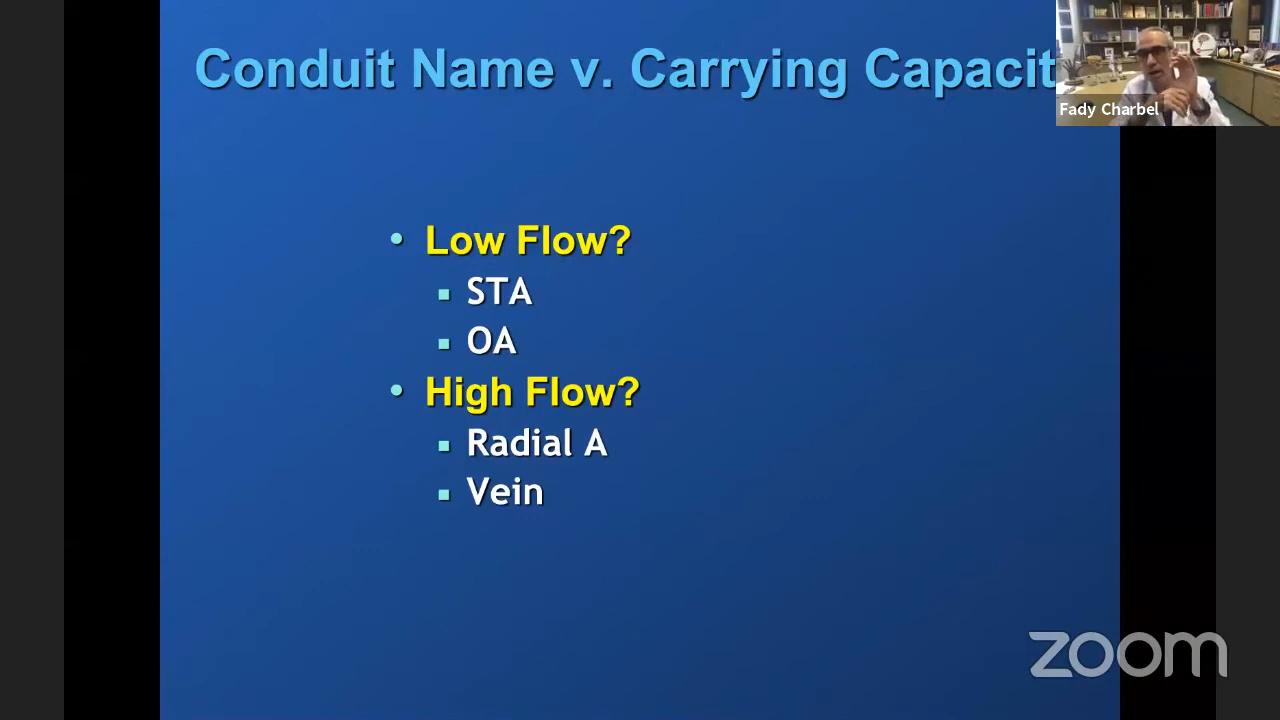 Conduit Name v. Carrying Capacit
Fady Charbel
• Low Flow?
▪ STA
▪ OA
• High Flow?
▪ Radial A
▪ Vein
zoom